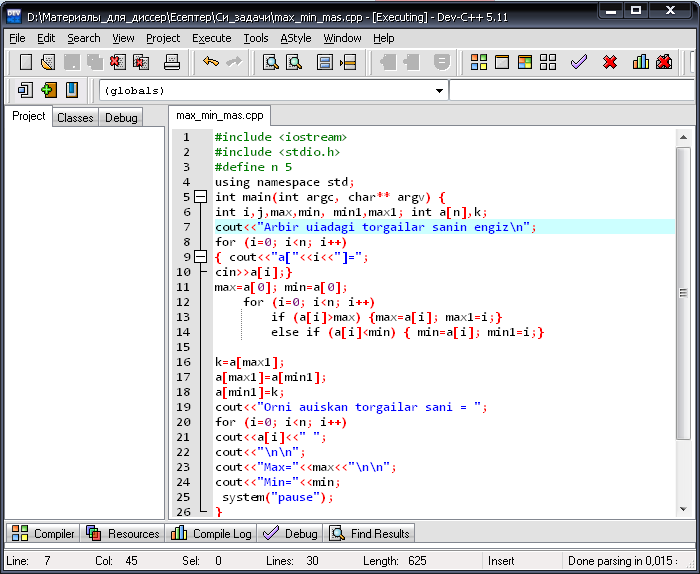 D:\Материалы_для_диссер\Есептер\Си_задачи\max_min_mas.cpp - [Executing] - Dev-C++ 5.11
File Edit Search View Project Execute Tools AStyle Window Help
(globals)
Project Classes Debug
max_min_mas.cpp
1 #include <iostream>
2 #include <stdio.h>
3 #define n 5
4 using namespace std;
5 int main(int argc, char** argv) {
6 int i,j,max,min, min1,max1; int a[n],k;
7 cout<<"Arbir uiadagi torgailar sanin engiz\n";
8 for (i=0; i<n; i++)
9 { cout<<"a["<<i<<"]=";
10 cin>>a[i];}
11 max=a[0]; min=a[0];
12 for (i=0; i<n; i++)
13 if (a[i]>max) {max=a[i]; max1=i;}
14 else if (a[i]<min) { min=a[i]; min1=i;}
15
16 k=a[max1];
17 a[max1]=a[min1];
18 a[min1]=k;
19 cout<<"Orni auiskan torgailar sani = ";
20 for (i=0; i<n; i++)
21 cout<<a[i]<<" ";
22 cout<<"\n\n";
23 cout<<"Max="<<max<<"\n\n";
24 cout<<"Min="<<min;
25 system("pause");
26 }
Compiler Resources Compile Log Debug Find Results
Line: 7 Col: 45 Sel: 0 Lines: 30 Length: 625 Insert Done parsing in 0,015